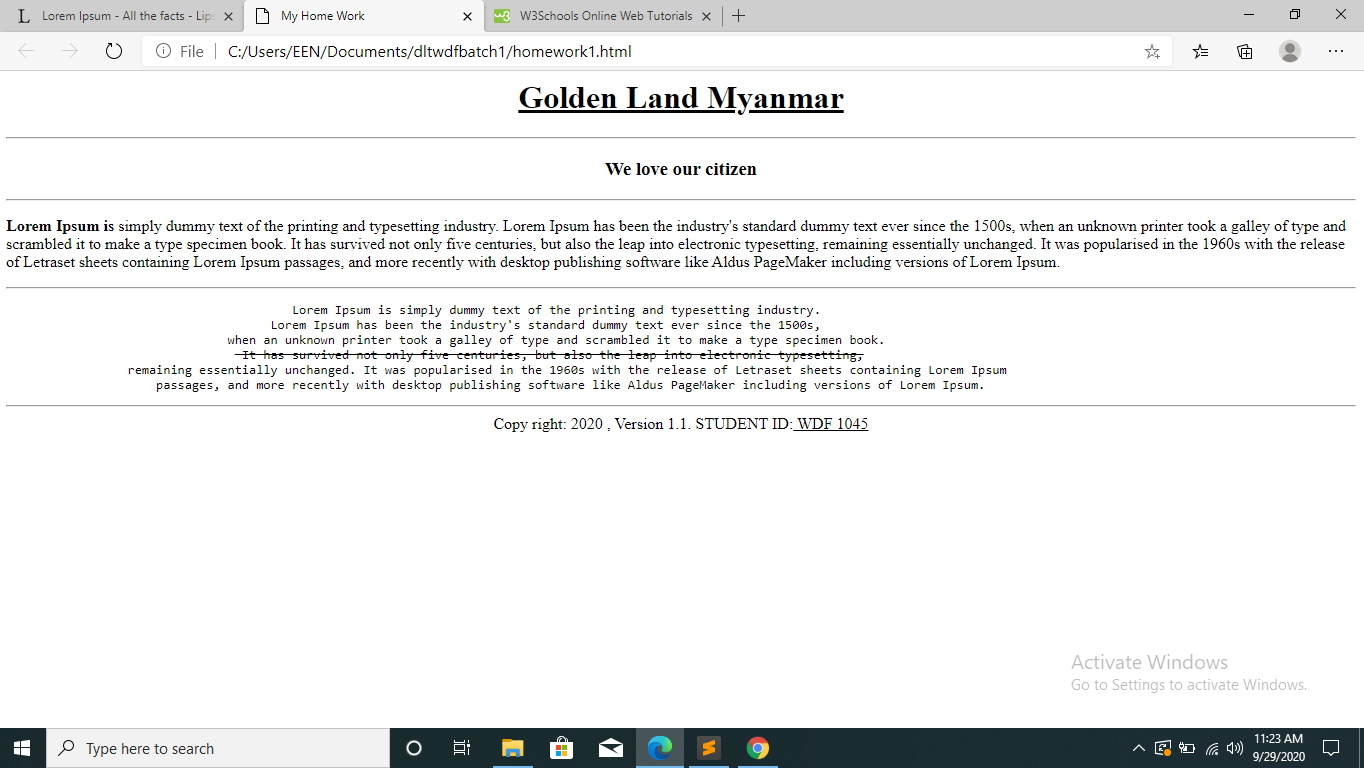 Lorem Ipsum - All the facts - Lips
My Home Work
W3Schools Online Web Tutorials
File
C:/Users/EEN/Documents/dltwdfbatch1/homework1.html
Golden Land Myanmar
We love our citizen
Lorem Ipsum is simply dummy text of the printing and typesetting industry. Lorem Ipsum has been the industry's standard dummy text ever since the 1500s, when an unknown printer took a galley of type and
scrambled it to make a type specimen book. It has survived not only five centuries, but also the leap into electronic typesetting, remaining essentially unchanged. It was popularised in the 1960s with the release
of Letraset sheets containing Lorem Ipsum passages, and more recently with desktop publishing software like Aldus PageMaker including versions of Lorem Ipsum.
Lorem Ipsum is simply dummy text of the printing and typesetting industry.
Lorem Ipsum has been the industry's standard dummy text ever since the 1500s,
when an unknown printer took a galley of type and scrambled it to make a type specimen book.
It has survived not only five centuries, but also the leap into electronic typesetting,
remaining essentially unchanged. It was popularised in the 1960s with the release of Letraset sheets containing Lorem Ipsum
passages, and more recently with desktop publishing software like Aldus PageMaker including versions of Lorem Ipsum.
Copy right: 2020 , Version 1.1. STUDENT ID: WDF 1045
Activate Windows
Go to Settings to activate Windows.
Type here to search
11:23 AM
9/29/2020